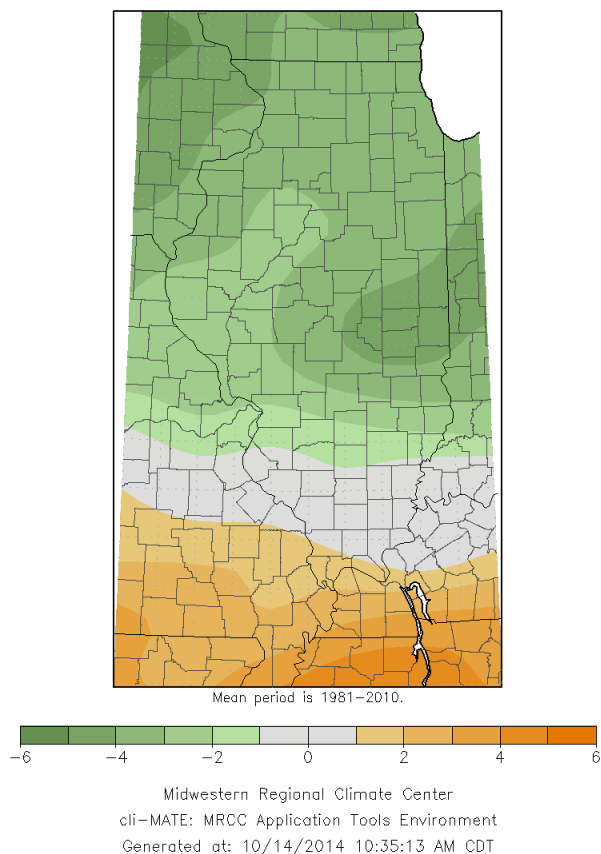 Mean period is 1981-2010.
-6 -4 -2 0 2 4 6
Midwestern Regional Climate Center
cli-MATE: MRCC Application Tools Environment
Generated at: 10/14/2014 10:35:13 AM CDT